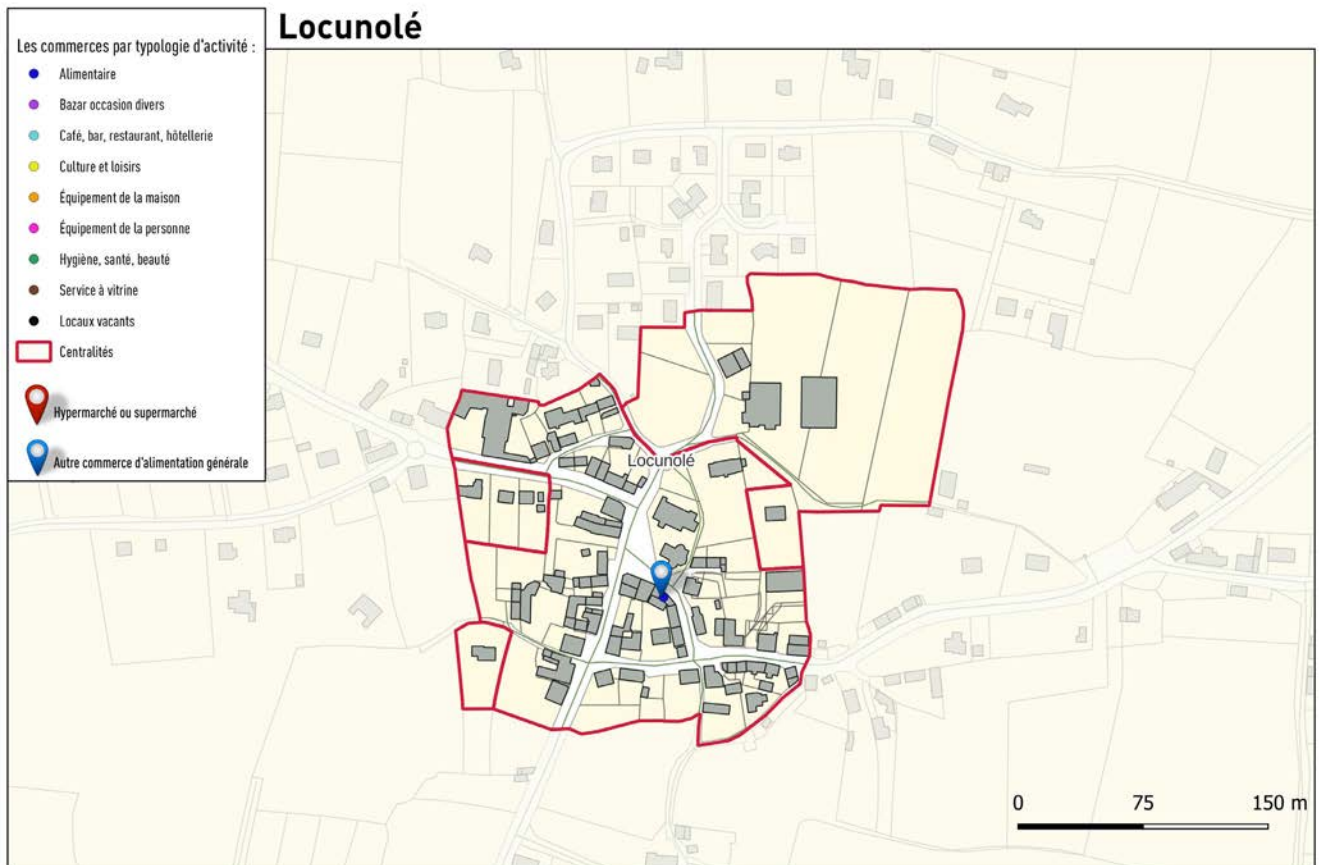 Locunolé
Les commerces par typologie d'activité :
Alimentaire
Bazar occasion divers
Café, bar, restaurant, hôtellerie
Culture et loisirs
Équipement de la maison
Équipement de la personne
Hygiène, santé, beauté
Service à vitrine
Locaux vacants
Centralités
Hypermarché ou supermarché
Autre commerce d'alimentation générale
Locunolé
0 75 150 m